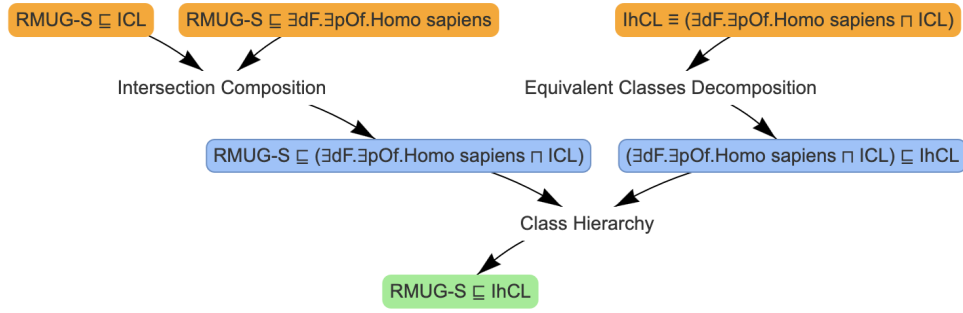 RMUG-S ⊑ ICL
RMUG-S ⊑ ∃dF.∃pOf.Homo sapiens
IhCL ≡ (∃dF.∃pOf.Homo sapiens ⊓ ICL)
Intersection Composition
Equivalent Classes Decomposition
RMUG-S ⊑ (∃dF.∃pOf.Homo sapiens ⊓ ICL)
(∃dF.∃pOf.Homo sapiens ⊓ ICL) ⊑ IhCL
Class Hierarchy
RMUG-S ⊑ IhCL